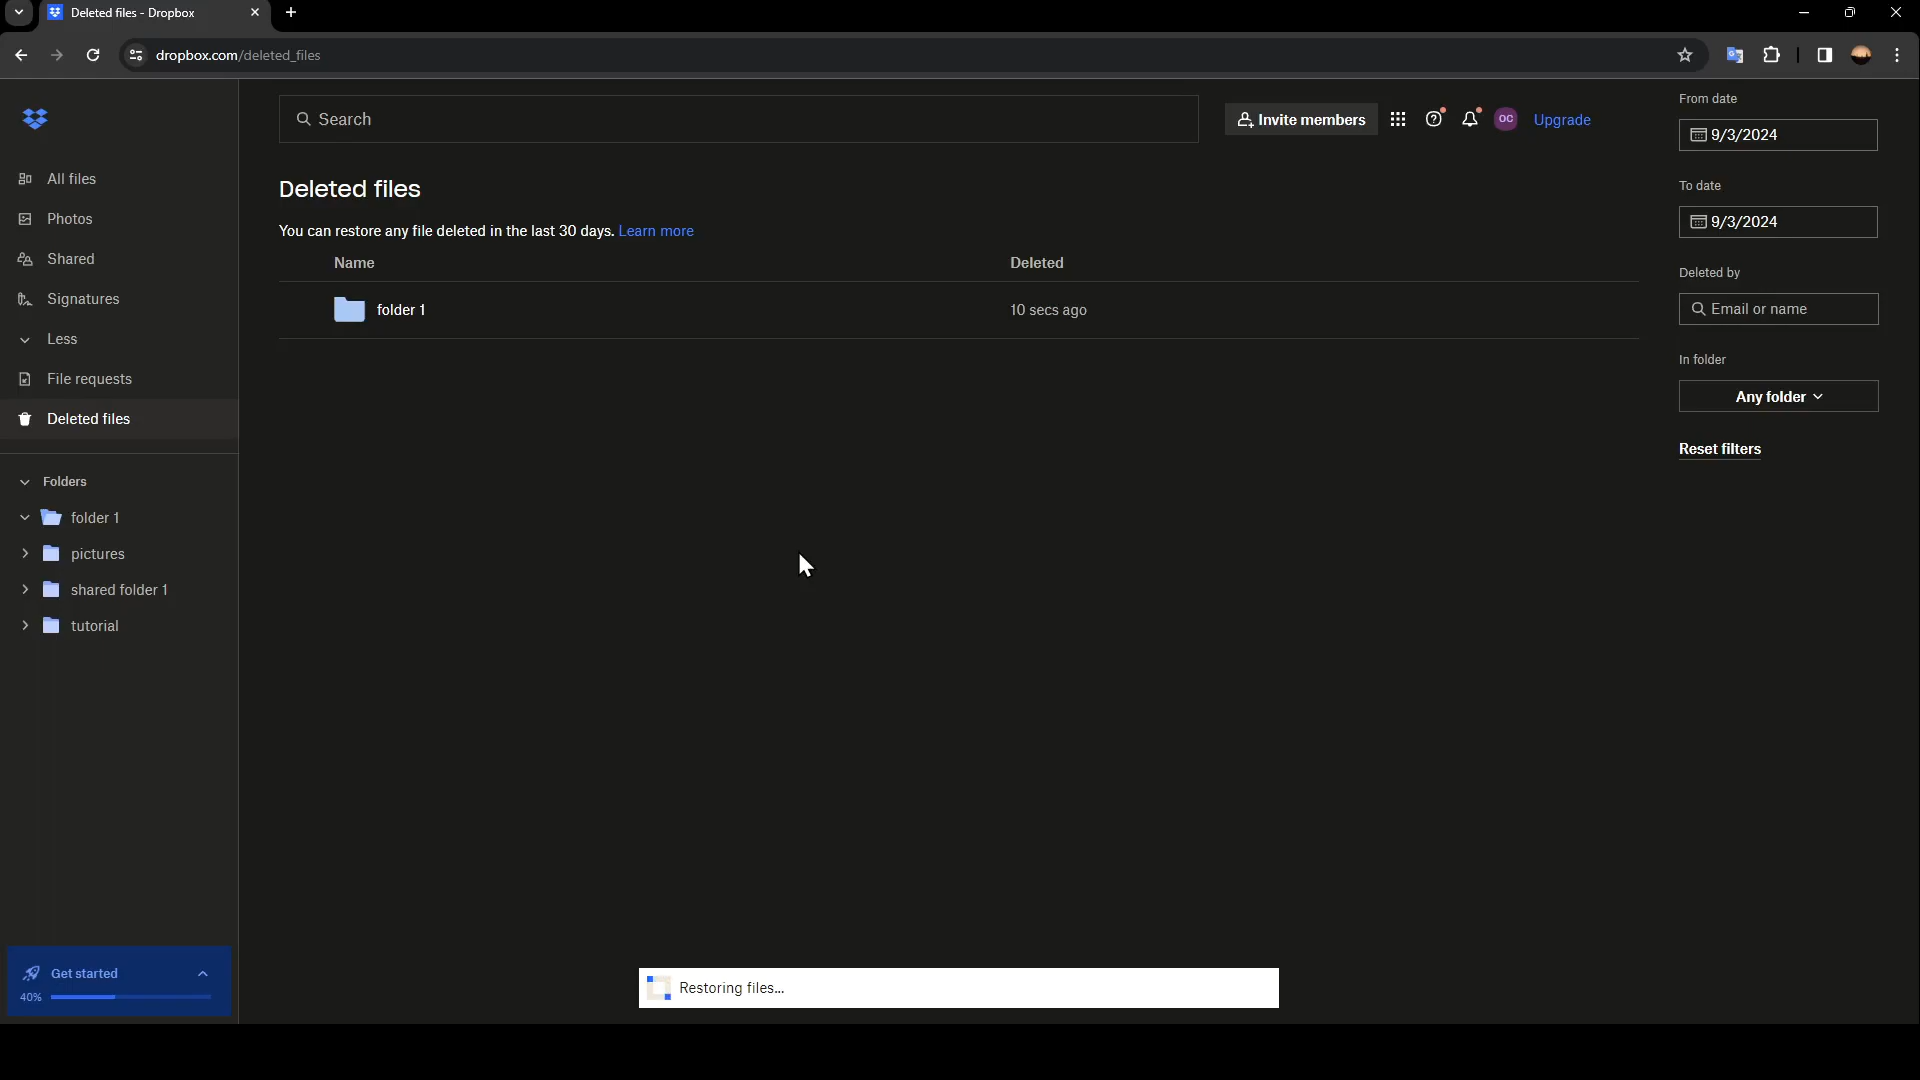 Deleted files - Dropbox
dropbox.com/deleted_files
Search
Invite members
OC
Upgrade
All files
Photos
Shared
Signatures
Less
File requests
Deleted files
Folders
folder 1
pictures
shared folder 1
tutorial
Get started
40%
Deleted files
You can restore any file deleted in the last 30 days. Learn more
Name Deleted
folder 1 10 secs ago
From date
9/3/2024
To date
9/3/2024
Deleted by
Email or name
In folder
Any folder
Reset filters
Restoring files...